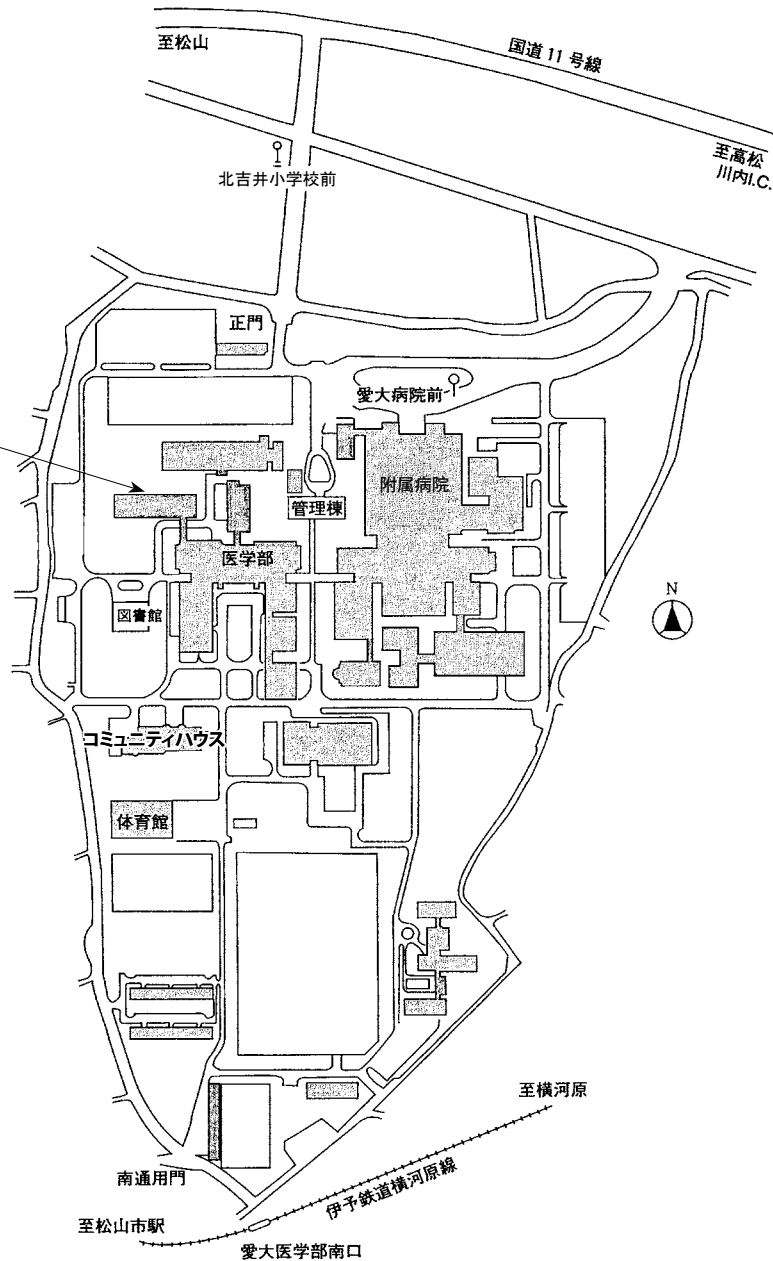 至松山
国道 11 号線
至高松
川内I.C.
北吉井小学校前
正門
愛大病院前
附属病院
管理棟
医学部
図書館
N
コミュニティハウス
体育館
至横河原
伊予鉄道横河原線
南通用門
至松山市駅
愛大医学部南口